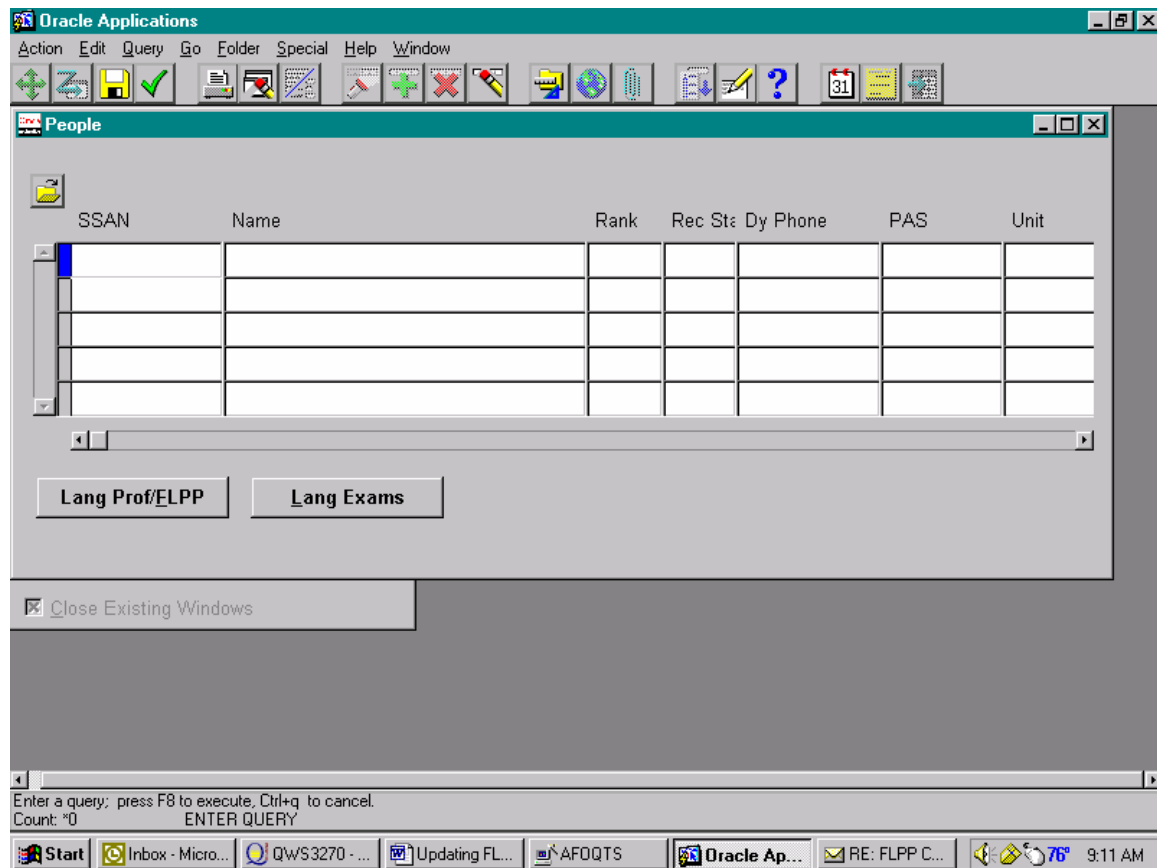 Oracle Applications
Action Edit Query Go Folder Special Help Window
31
People
SSAN Name Rank Rec Sta Dy Phone PAS Unit
Lang Prof/FLPP Lang Exams
Close Existing Windows
Enter a query; press F8 to execute, Ctrl+q to cancel.
Count: *0 ENTER QUERY
Start Inbox - Micro... QWS3270 - ... Updating FL... AFOQTS Oracle Ap... RE: FLPP C... 76° 9:11 AM